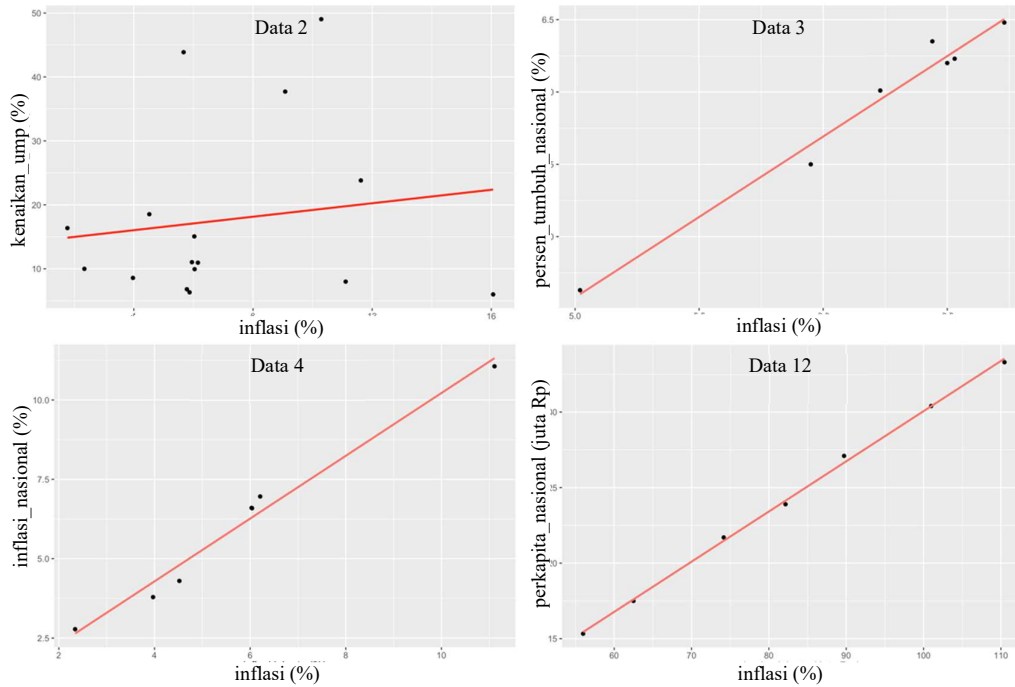 Data 2
50
40
30
20
10
kenaikan_ump (%)
12
16
inflasi (%)
Data 3
6.5
persen_tumbuh_nasional (%)
5.0
inflasi (%)
Data 4
10.0
7.5
5.0
2.5
inflasi_nasional (%)
2
4
6
8
10
inflasi (%)
Data 12
15
perkapita_nasional (juta Rp)
60
70
80
90
100
110
inflasi (%)